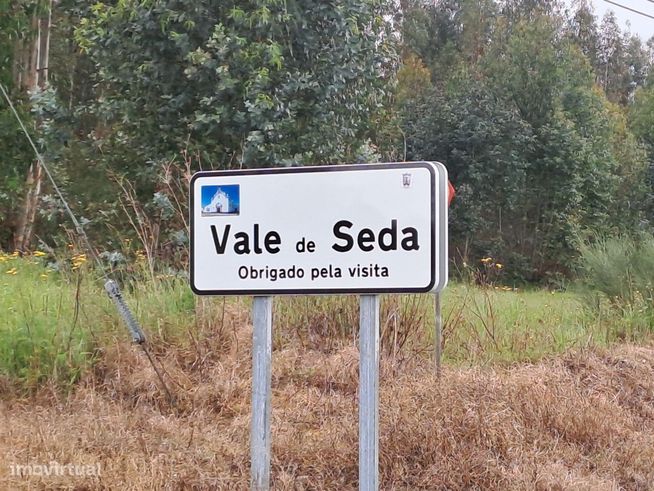 Vale de Seda
Obrigado pela visita
imovirtual